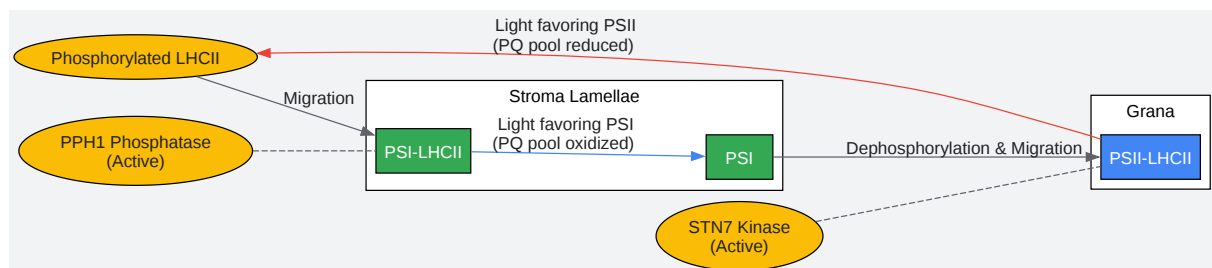 Light favoring PSII
(PQ pool reduced)
Phosphorylated LHCII
Migration
Stroma Lamellae
Grana
PPH1 Phosphatase
(Active)
PSI-LHCII
Light favoring PSI
(PQ pool oxidized)
PSI
Dephosphorylation & Migration
PSII-LHCII
STN7 Kinase
(Active)